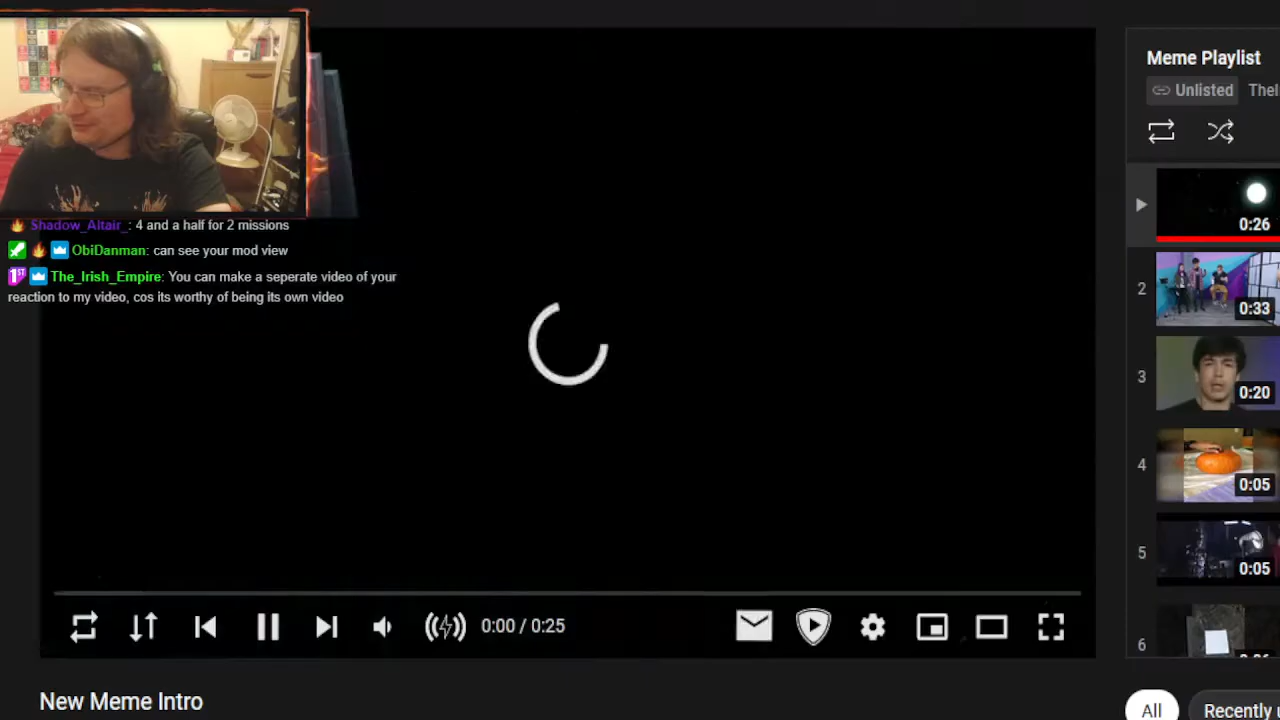 Meme Playlist
Unlisted
0:26
Shadow_Altair_: 4 and a half for 2 missions
ObiDanman: can see your mod view
1ST The_Irish_Empire: You can make a seperate video of your
reaction to my video, cos its worthy of being its own video
2
0:33
3
0:20
4
0:05
5
0:05
6
0:00 / 0:25
New Meme Intro
All
Recently